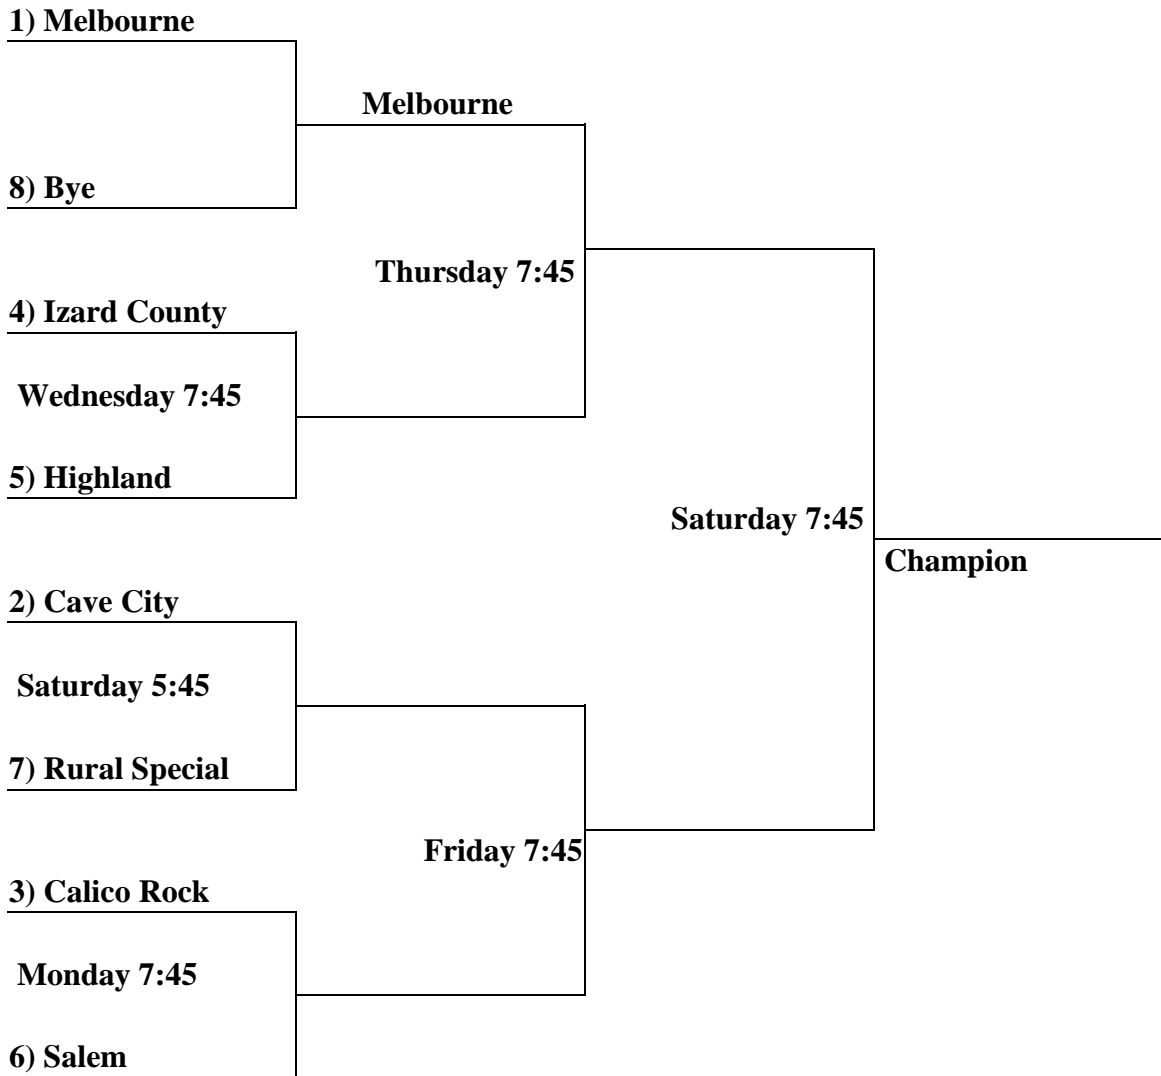 1) Melbourne
Melbourne
8) Bye
Thursday 7:45
4) Izard County
Wednesday 7:45
5) Highland
Saturday 7:45
Champion
2) Cave City
Saturday 5:45
7) Rural Special
Friday 7:45
3) Calico Rock
Monday 7:45
6) Salem